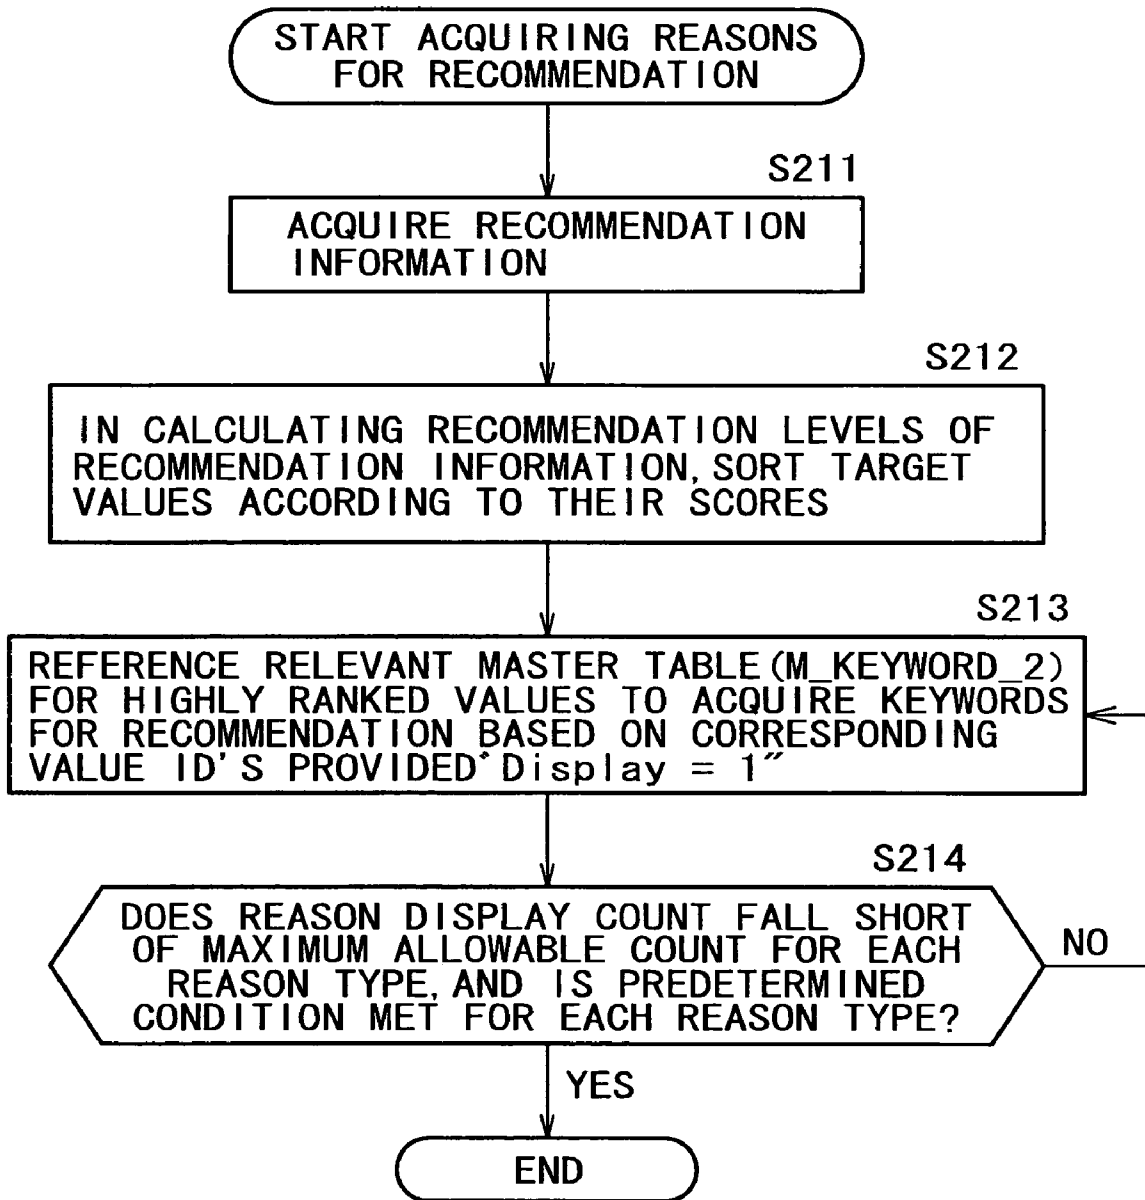 START ACQUIRING REASONS
FOR RECOMMENDATION
S211
ACQUIRE RECOMMENDATION
INFORMATION
S212
IN CALCULATING RECOMMENDATION LEVELS OF
RECOMMENDATION INFORMATION, SORT TARGET
VALUES ACCORDING TO THEIR SCORES
S213
REFERENCE RELEVANT MASTER TABLE (M_KEYWORD_2)
FOR HIGHLY RANKED VALUES TO ACQUIRE KEYWORDS
FOR RECOMMENDATION BASED ON CORRESPONDING
VALUE ID'S PROVIDED "Display = 1"
S214
DOES REASON DISPLAY COUNT FALL SHORT
OF MAXIMUM ALLOWABLE COUNT FOR EACH
REASON TYPE, AND IS PREDETERMINED
CONDITION MET FOR EACH REASON TYPE?
NO
YES
END